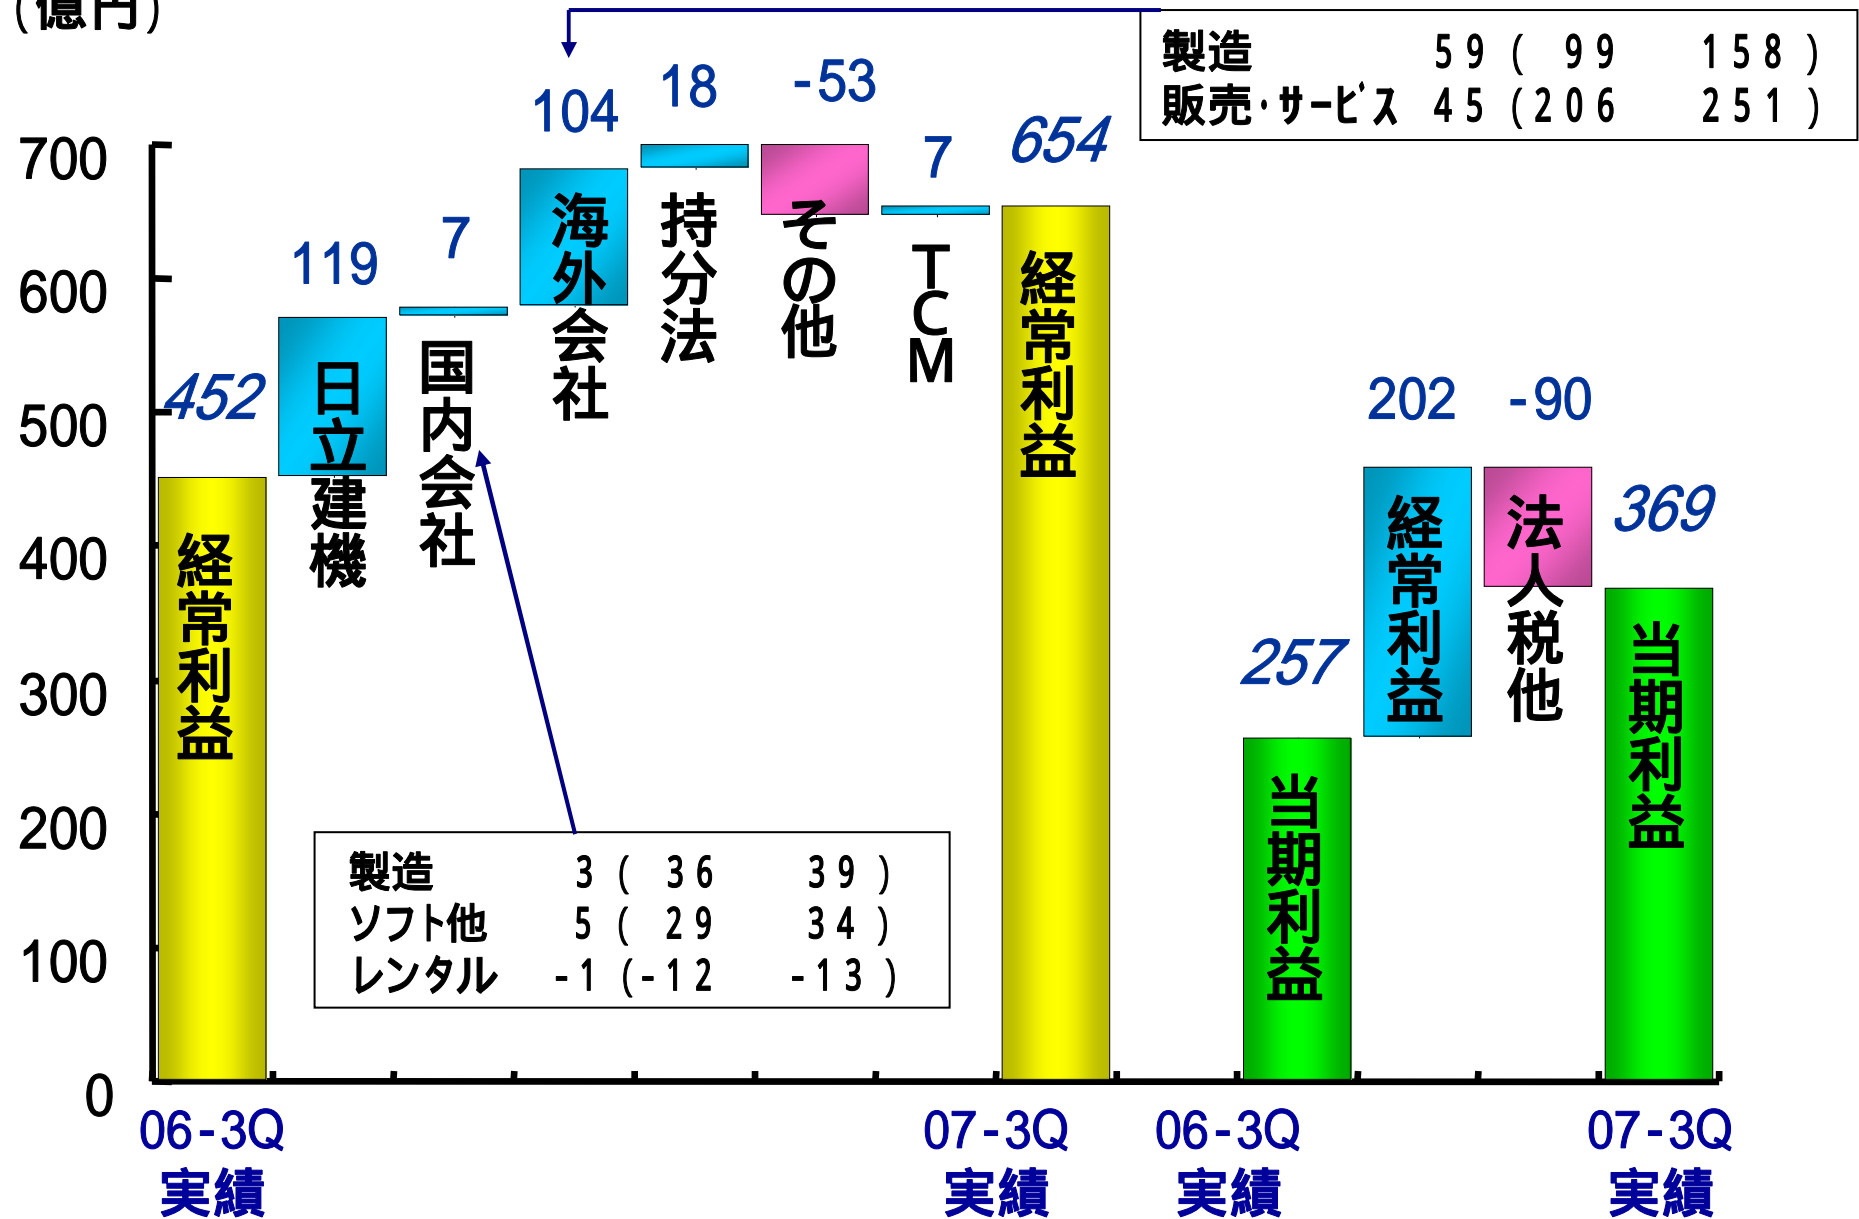 (億円)
製造 59 ( 99 158 )
販売・サービス 45 (206 251 )
700
600
500
400
300
200
100
0
452
119
7
104
18
-53
7
654
202
-90
257
369
経常利益
日立建機
国内会社
海外会社
持分法
その他
TCM
経常利益
当期利益
経常利益
法人税他
当期利益
製造 3 ( 36 39 )
ソフト他 5 ( 29 34 )
レンタル -1 (-12 -13 )
06-3Q
実績
07-3Q
実績
06-3Q
実績
07-3Q
実績